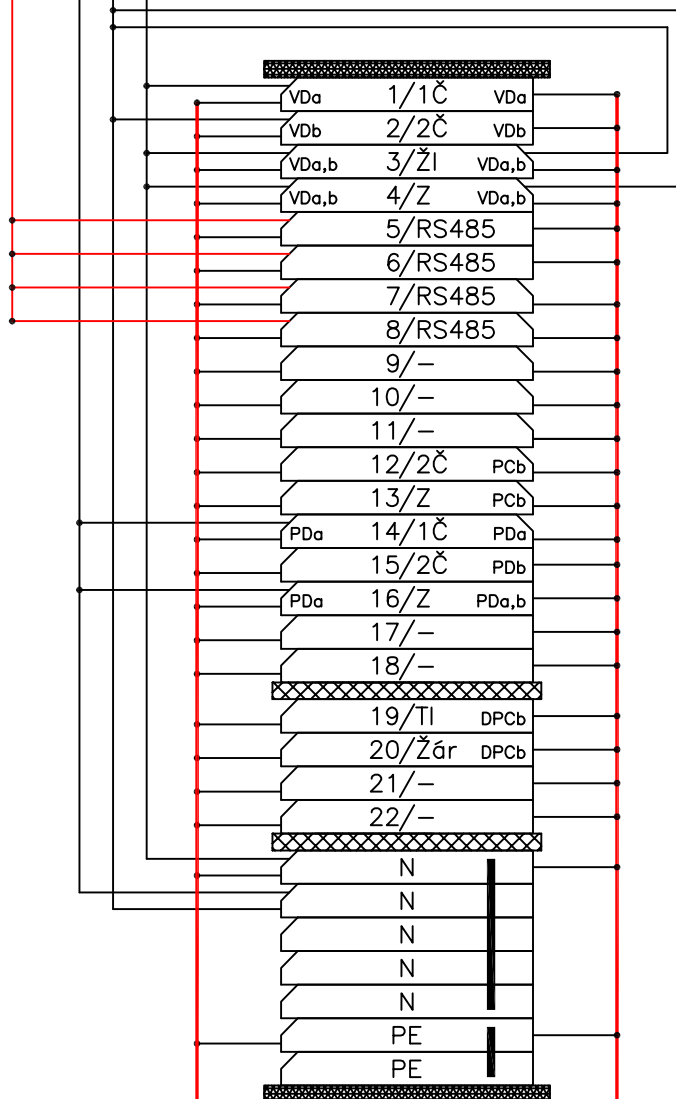 VDa 1/1Č VDa
VDb 2/2Č VDb
VDa,b 3/ŽI VDa,b
VDa,b 4/Z VDa,b
5/RS485
6/RS485
7/RS485
8/RS485
9/–
10/–
11/–
12/2Č PCb
13/Z PCb
PDa 14/1Č PDa
15/2Č PDb
PDa 16/Z PDa,b
17/–
18/–
19/TI DPCb
20/Žár DPCb
21/–
22/–
N
N
N
N
N
PE
PE